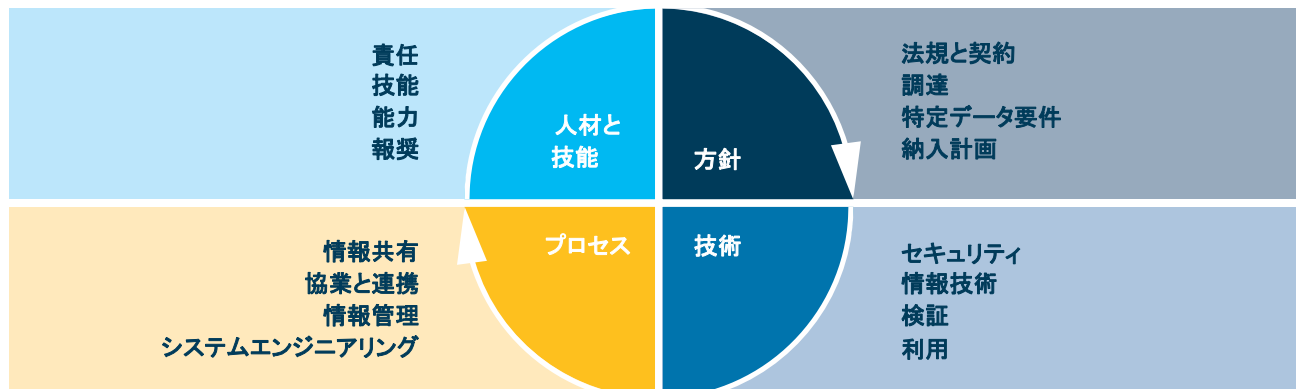 責任
技能
能力
報奨
人材と
技能
方針
法規と契約
調達
特定データ要件
納入計画
情報共有
協業と連携
情報管理
システムエンジニアリング
プロセス
技術
セキュリティ
情報技術
検証
利用